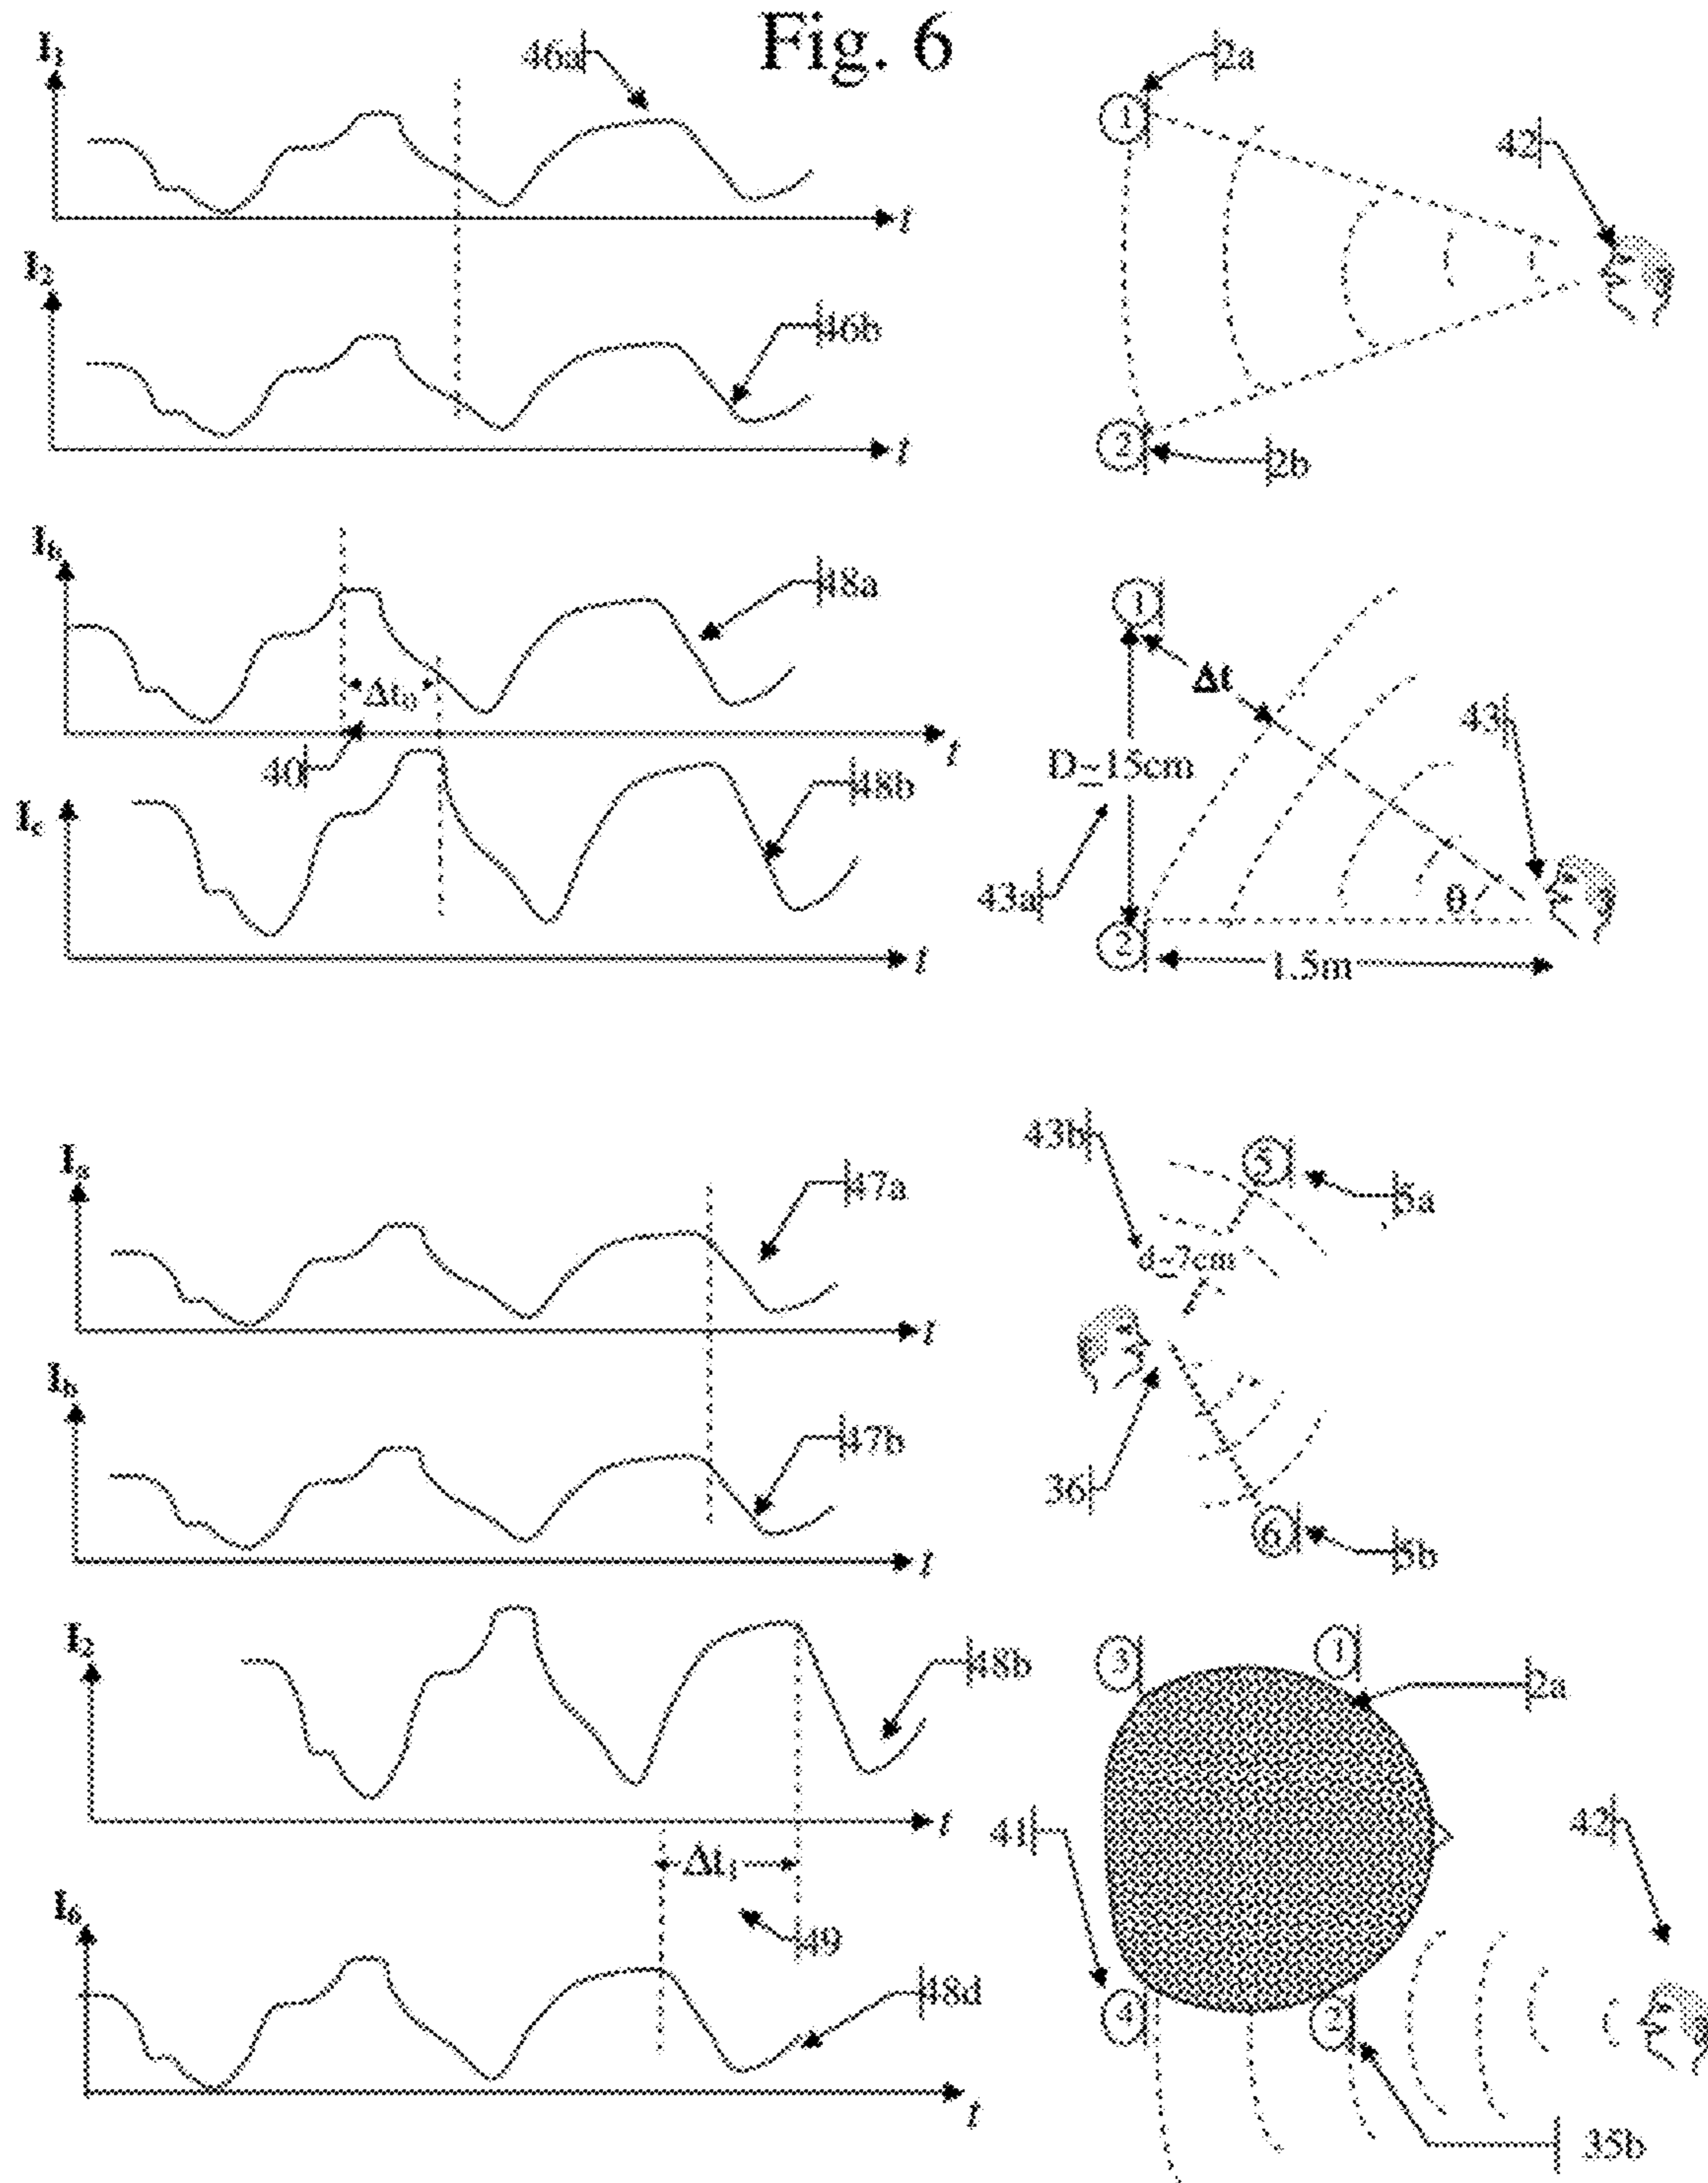 Fig. 6
I1
46a
t
I2
46b
t
2a
1
42
2
2b
Ib
48a
Δt0
t
40
Ic
48b
t
1
Δt
43
D~15cm
43a
θ
2
1.5m
Ia
47a
t
Ib
47b
t
43b
5
5a
d~7cm
36
6
5b
I2
48b
t
Δt1
49
I6
48d
t
3
1
2a
41
42
4
2
35b